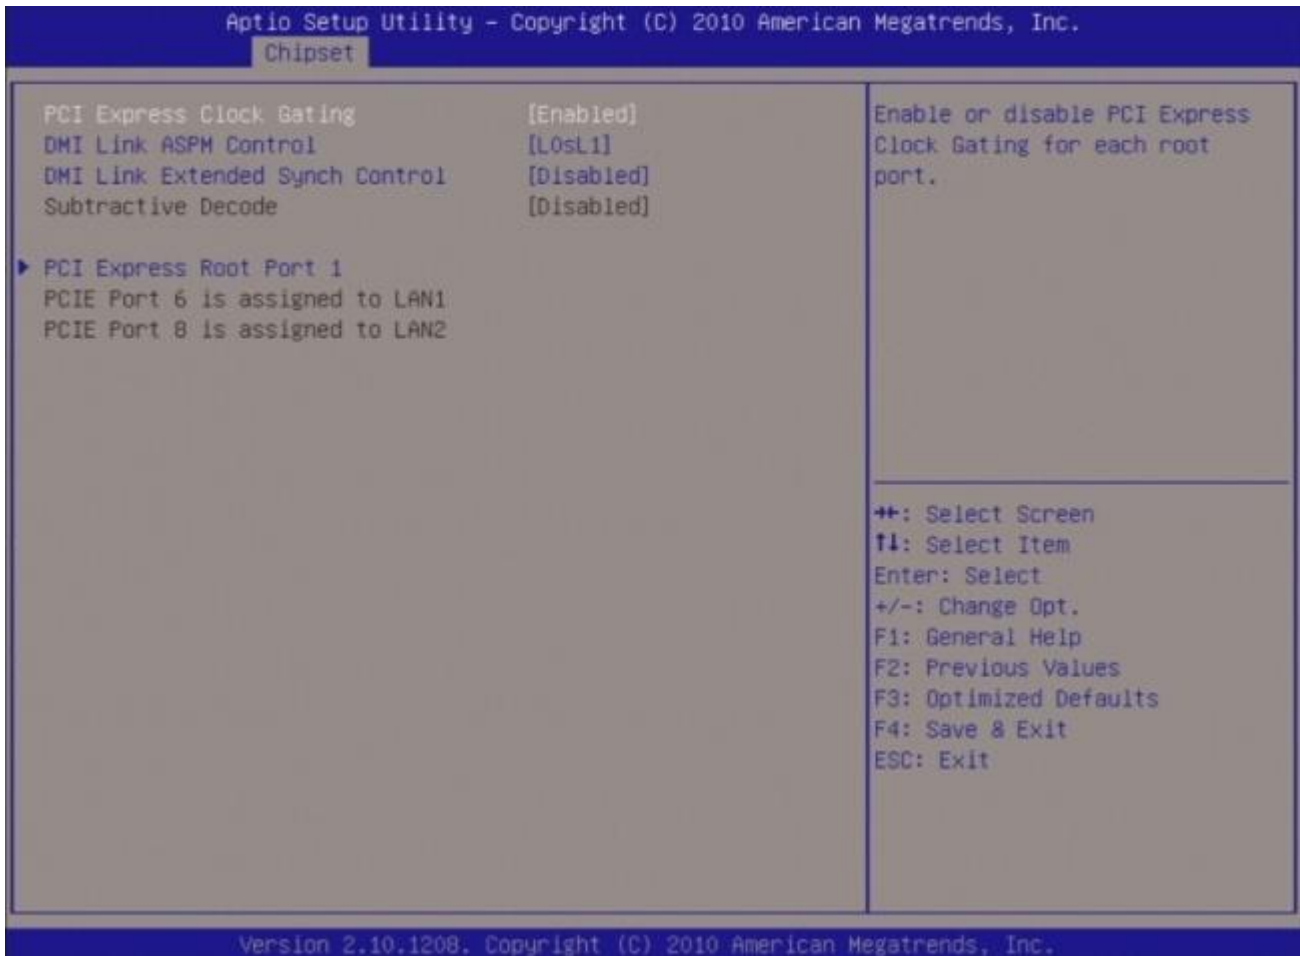 Aptio Setup Utility – Copyright (C) 2010 American Megatrends, Inc.
Chipset
PCI Express Clock Gating [Enabled]
DMI Link ASPM Control [L0sL1]
DMI Link Extended Synch Control [Disabled]
Subtractive Decode [Disabled]
PCI Express Root Port 1
PCIE Port 6 is assigned to LAN1
PCIE Port 8 is assigned to LAN2
Enable or disable PCI Express
Clock Gating for each root
port.
→←: Select Screen
↑↓: Select Item
Enter: Select
+/-: Change Opt.
F1: General Help
F2: Previous Values
F3: Optimized Defaults
F4: Save & Exit
ESC: Exit
Version 2.10.1208. Copyright (C) 2010 American Megatrends, Inc.